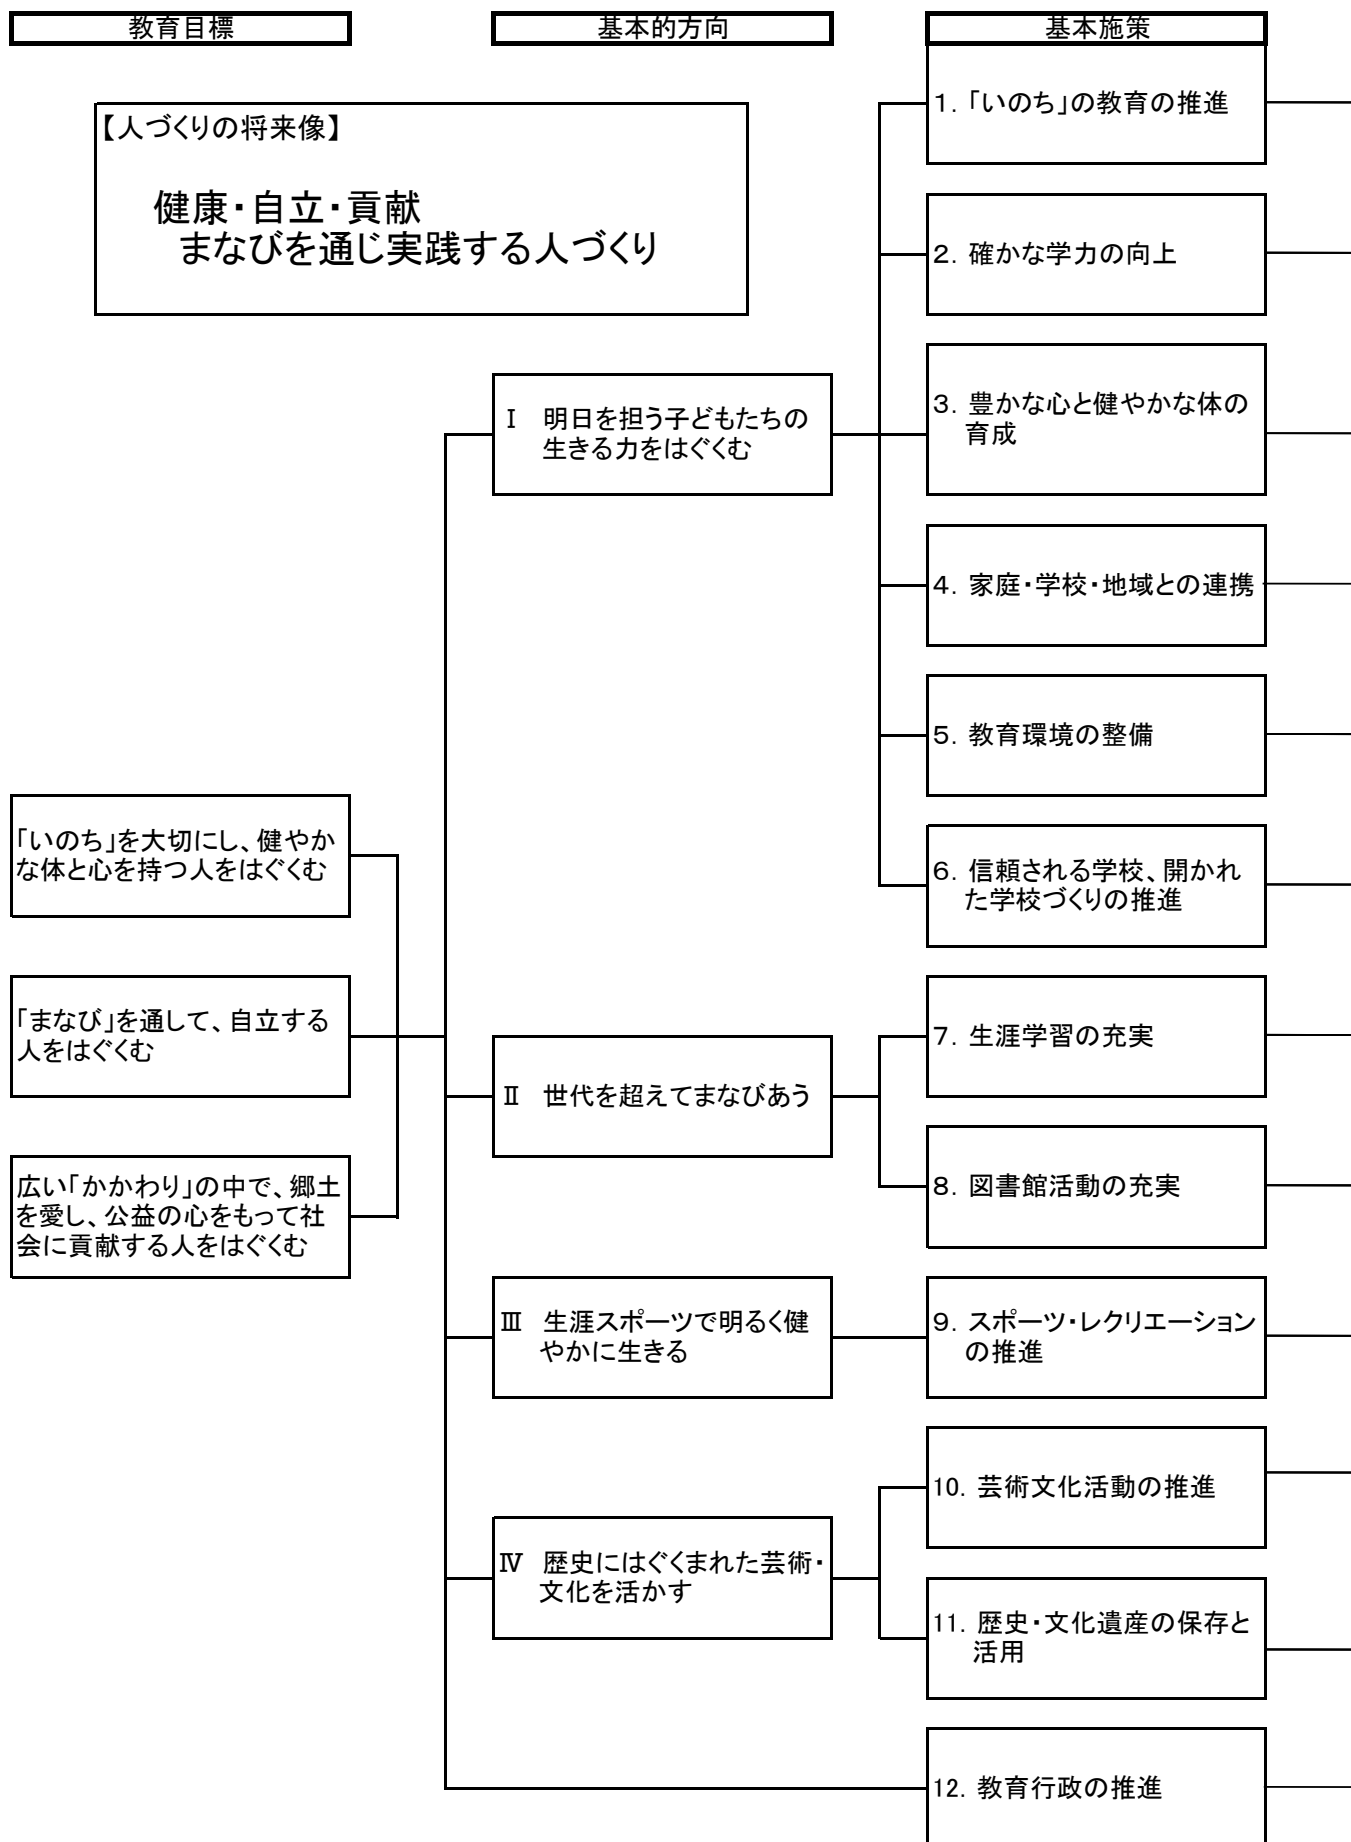 教育目標
基本的方向
基本施策
【人づくりの将来像】
健康・自立・貢献
まなびを通じ実践する人づくり
「いのち」を大切にし、健やか
な体と心を持つ人をはぐくむ
「まなび」を通して、自立する
人をはぐくむ
広い「かかわり」の中で、郷土
を愛し、公益の心をもって社
会に貢献する人をはぐくむ
Ⅰ　明日を担う子どもたちの
生きる力をはぐくむ
Ⅱ　世代を超えてまなびあう
Ⅲ　生涯スポーツで明るく健
やかに生きる
Ⅳ　歴史にはぐくまれた芸術・
文化を活かす
１．「いのち」の教育の推進
２．確かな学力の向上
３．豊かな心と健やかな体の
育成
４．家庭・学校・地域との連携
５．教育環境の整備
６．信頼される学校、開かれ
た学校づくりの推進
７．生涯学習の充実
８．図書館活動の充実
９．スポーツ・レクリエーション
の推進
10．芸術文化活動の推進
11．歴史・文化遺産の保存と
活用
12．教育行政の推進